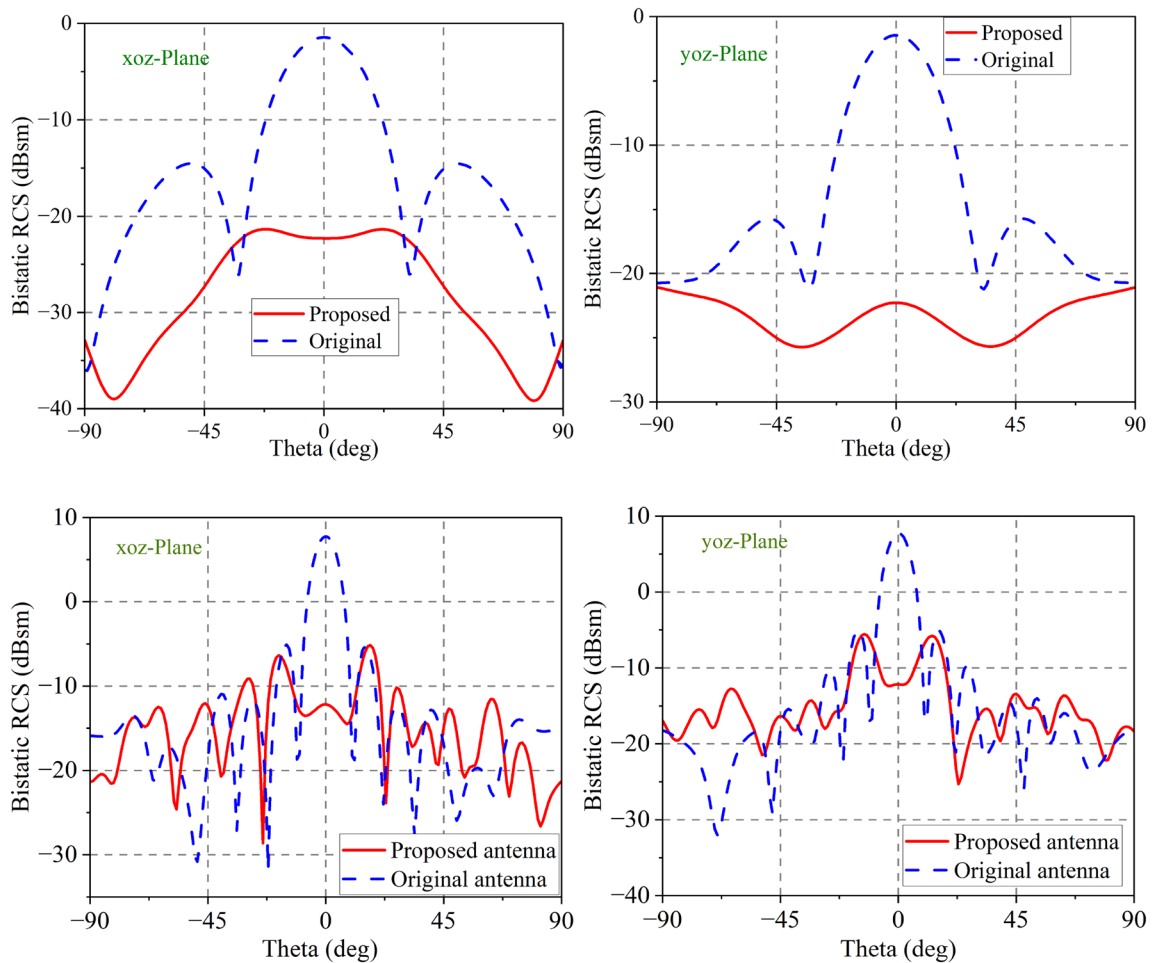 0
−10
−20
−30
−40
Bistatic RCS (dBsm)
xoz-Plane
Proposed
Original
−90
−45
0
45
90
Theta (deg)
0
−10
−20
−30
Bistatic RCS (dBsm)
yoz-Plane
Proposed
Original
−90
−45
0
45
90
Theta (deg)
10
0
−10
−20
−30
Bistatic RCS (dBsm)
xoz-Plane
Proposed antenna
Original antenna
−90
−45
0
45
90
Theta (deg)
10
0
−10
−20
−30
−40
Bistatic RCS (dBsm)
yoz-Plane
Proposed antenna
Original antenna
−90
−45
0
45
90
Theta (deg)